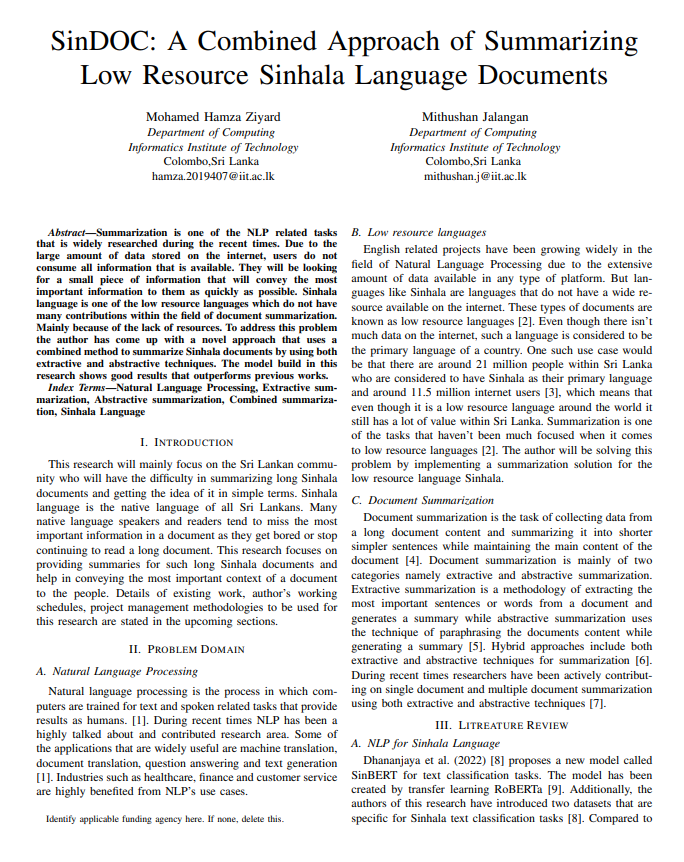 SinDOC: A Combined Approach of Summarizing
Low Resource Sinhala Language Documents
Mohamed Hamza Ziyard
Department of Computing
Informatics Institute of Technology
Colombo,Sri Lanka
hamza.2019407@iit.ac.lk
Mithushan Jalangan
Department of Computing
Informatics Institute of Technology
Colombo,Sri Lanka
mithushan.j@iit.ac.lk
Abstract—Summarization is one of the NLP related tasks
that is widely researched during the recent times. Due to the
large amount of data stored on the internet, users do not
consume all information that is available. They will be looking
for a small piece of information that will convey the most
important information to them as quickly as possible. Sinhala
language is one of the low resource languages which do not have
many contributions within the field of document summarization.
Mainly because of the lack of resources. To address this problem
the author has come up with a novel approach that uses a
combined method to summarize Sinhala documents by using both
extractive and abstractive techniques. The model build in this
research shows good results that outperforms previous works.
Index Terms—Natural Language Processing, Extractive sum-
marization, Abstractive summarization, Combined summariza-
tion, Sinhala Language
I. INTRODUCTION
This research will mainly focus on the Sri Lankan commu-
nity who will have the difficulty in summarizing long Sinhala
documents and getting the idea of it in simple terms. Sinhala
language is the native language of all Sri Lankans. Many
native language speakers and readers tend to miss the most
important information in a document as they get bored or stop
continuing to read a long document. This research focuses on
providing summaries for such long Sinhala documents and
help in conveying the most important context of a document
to the people. Details of existing work, author's working
schedules, project management methodologies to be used for
this research are stated in the upcoming sections.
II. PROBLEM DOMAIN
A. Natural Language Processing
Natural language processing is the process in which com-
puters are trained for text and spoken related tasks that provide
results as humans. [1]. During recent times NLP has been a
highly talked about and contributed research area. Some of
the applications that are widely useful are machine translation,
document translation, question answering and text generation
[1]. Industries such as healthcare, finance and customer service
are highly benefited from NLP's use cases.
Identify applicable funding agency here. If none, delete this.
B. Low resource languages
English related projects have been growing widely in the
field of Natural Language Processing due to the extensive
amount of data available in any type of platform. But lan-
guages like Sinhala are languages that do not have a wide re-
source available on the internet. These types of documents are
known as low resource languages [2]. Even though there isn't
much data on the internet, such a language is considered to be
the primary language of a country. One such use case would
be that there are around 21 million people within Sri Lanka
who are considered to have Sinhala as their primary language
and around 11.5 million internet users [3], which means that
even though it is a low resource language around the world it
still has a lot of value within Sri Lanka. Summarization is one
of the tasks that haven't been much focused when it comes
to low resource languages [2]. The author will be solving this
problem by implementing a summarization solution for the
low resource language Sinhala.
C. Document Summarization
Document summarization is the task of collecting data from
a long document content and summarizing it into shorter
simpler sentences while maintaining the main content of the
document [4]. Document summarization is mainly of two
categories namely extractive and abstractive summarization.
Extractive summarization is a methodology of extracting the
most important sentences or words from a document and
generates a summary while abstractive summarization uses
the technique of paraphrasing the documents content while
generating a summary [5]. Hybrid approaches include both
extractive and abstractive techniques for summarization [6].
During recent times researchers have been actively contribut-
ing on single document and multiple document summarization
using both extractive and abstractive techniques [7].
III. LITREATURE REVIEW
A. NLP for Sinhala Language
Dhananjaya et al. (2022) [8] proposes a new model called
SinBERT for text classification tasks. The model has been
created by transfer learning RoBERTa [9]. Additionally, the
authors of this research have introduced two datasets that are
specific for Sinhala text classification tasks [8]. Compared to